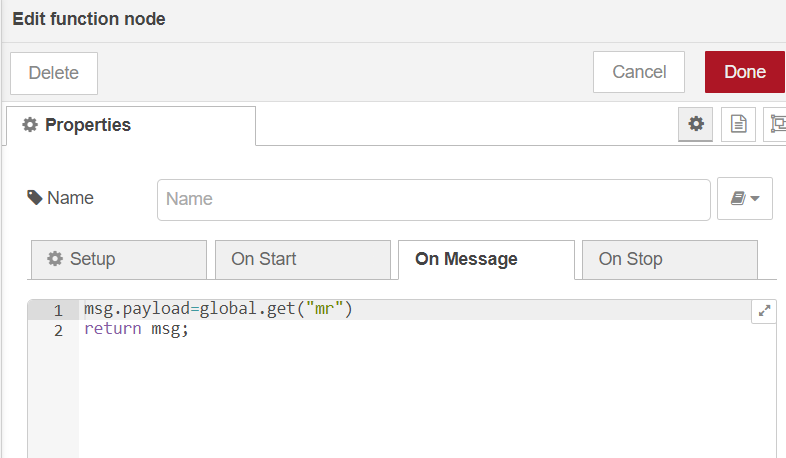 Edit function node
Delete
Cancel
Done
Properties
Name
Name
Setup
On Start
On Message
On Stop
1 msg.payload=global.get("mr")
2 return msg;